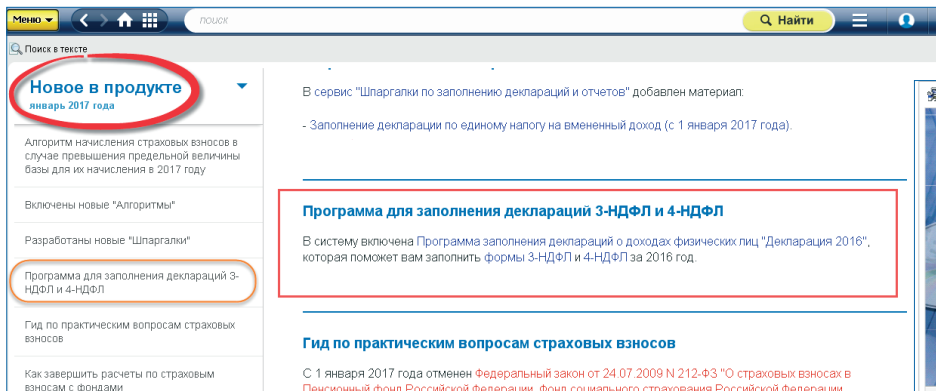 Меню
поиск
Найти
Поиск в тексте
Новое в продукте
январь 2017 года
Алгоритм начисления страховых взносов в
случае превышения предельной величины
базы для их начисления в 2017 году
Включены новые "Алгоритмы"
Разработаны новые "Шпаргалки"
Программа для заполнения деклараций 3-
НДФЛ и 4-НДФЛ
Гид по практическим вопросам страховых
взносов
Как завершить расчеты по страховым
взносам с фондами
В сервис "Шпаргалки по заполнению деклараций и отчетов" добавлен материал:
- Заполнение декларации по единому налогу на вмененный доход (с 1 января 2017 года).
Программа для заполнения деклараций 3-НДФЛ и 4-НДФЛ
В систему включена Программа заполнения деклараций о доходах физических лиц "Декларация 2016",
которая поможет вам заполнить формы 3-НДФЛ и 4-НДФЛ за 2016 год.
Гид по практическим вопросам страховых взносов
С 1 января 2017 года отменен Федеральный закон от 24.07.2009 N 212-ФЗ "О страховых взносах в
Пенсионный фонд Российской Федерации, Фонд социального страхования Российской Федерации,